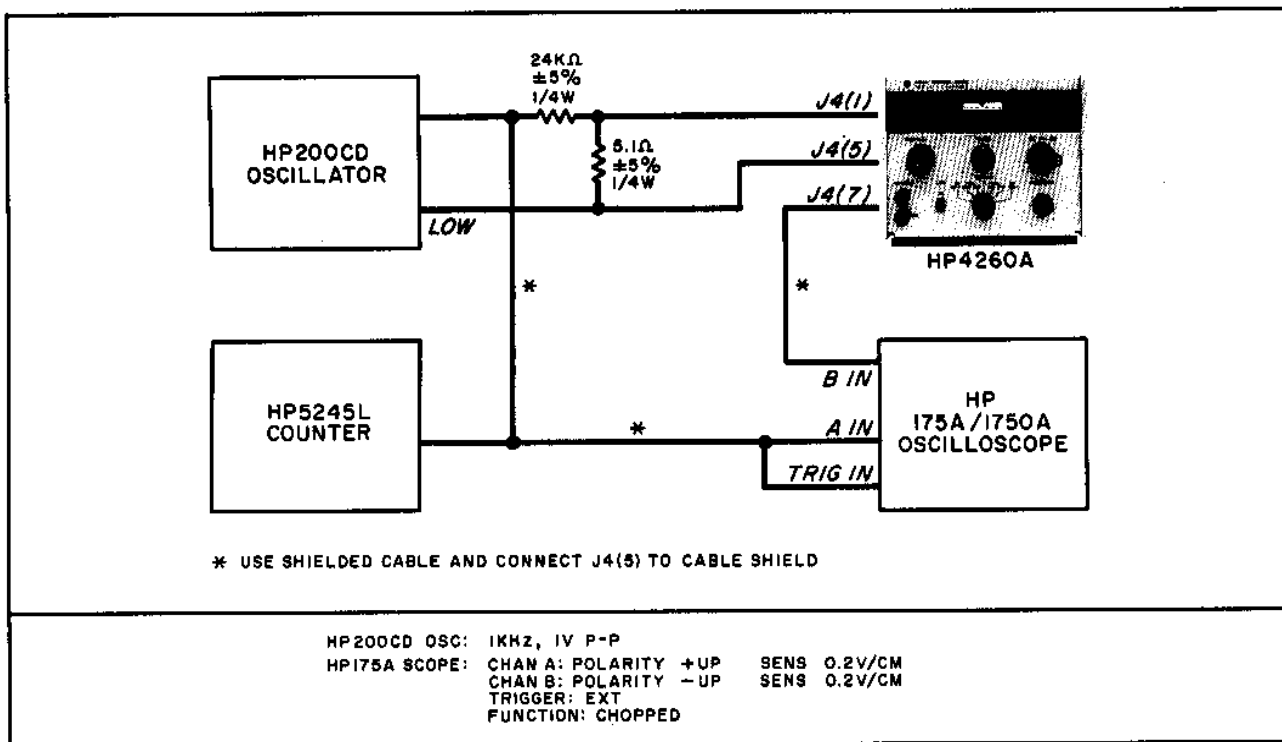 24KΩ
±5%
1/4W
HP200CD
OSCILLATOR
5.1Ω
±5%
1/4W
LOW
J4(1)
J4(5)
J4(7)
HP4260A
*
*
HP5245L
COUNTER
*
B IN
A IN
TRIG IN
HP
175A/1750A
OSCILLOSCOPE
* USE SHIELDED CABLE AND CONNECT J4(5) TO CABLE SHIELD
HP200CD OSC: 1KHZ, 1V P-P
HP175A SCOPE: CHAN A: POLARITY +UP SENS 0.2V/CM
CHAN B: POLARITY -UP SENS 0.2V/CM
TRIGGER: EXT
FUNCTION: CHOPPED